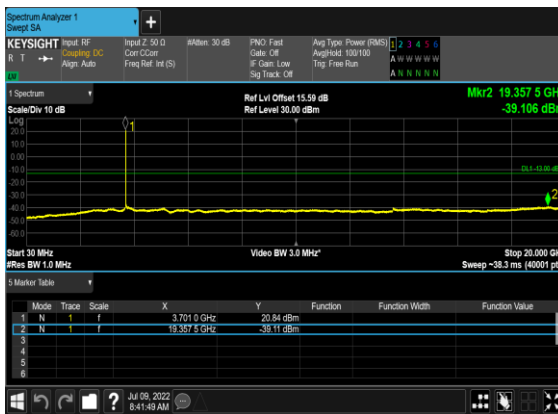 Spectrum Analyzer 1
Swept SA
KEYSIGHT Input: RF Input Z: 50 Ω #Atten: 30 dB PNO: Fast Avg Type: Power (RMS) 1 2 3 4 5 6
R T Coupling: DC Corr CCorr Gate: Off Avg|Hold: 100/100 A W W W W W
Align: Auto Freq Ref: Int (S) IF Gain: Low Trig: Free Run
Sig Track: Off A N N N N N
1 Spectrum
Ref Lvl Offset 15.59 dB Mkr2 19.357 5 GH
Scale/Div 10 dB Ref Level 30.00 dBm -39.106 dBm
Log
1
20.0
10.0
0.00
-10.0
DL1 -13.00 dB
-20.0
-30.0
2
-40.0
-50.0
-60.0
Start 30 MHz Video BW 3.0 MHz* Stop 20.000 GH
#Res BW 1.0 MHz Sweep ~38.3 ms (40001 pt
5 Marker Table
Mode Trace Scale X Y Function Function Width Function Value
1 N 1 f 3.701 0 GHz 20.84 dBm
2 N 1 f 19.357 5 GHz -39.11 dBm
3
4
5
6
? Jul 09, 2022
8:41:49 AM